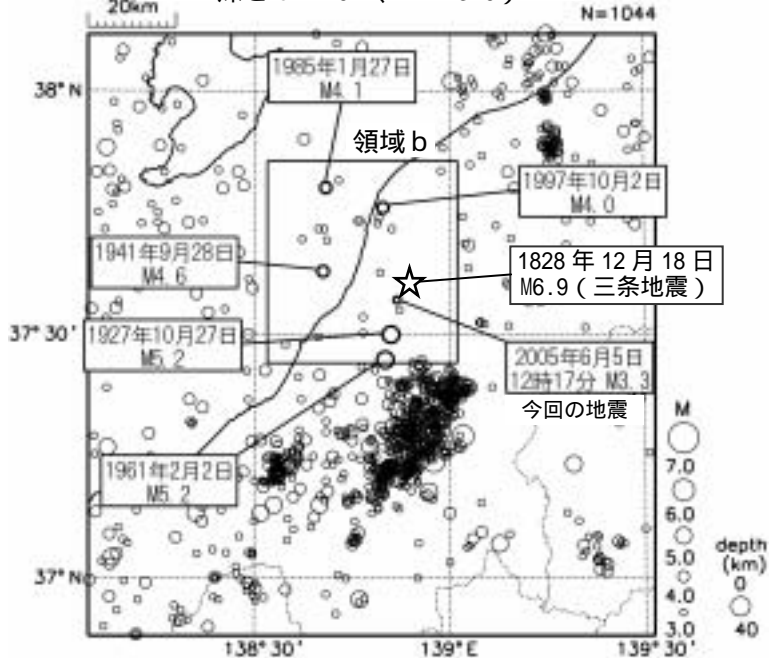 20km
N=1044
1985年1月27日
M4.1
38°N
領域b
1997年10月2日
M4.0
1941年9月28日
M4.6
1828年12月18日
M6.9(三条地震)
37°30'
1927年10月27日
M5.2
2005年6月5日
12時17分 M3.3
今回の地震
1961年2月2日
M5.2
M
7.0
6.0
5.0
4.0
3.0
depth
(km)
0
40
37°N
138°30'
139°E
139°30'